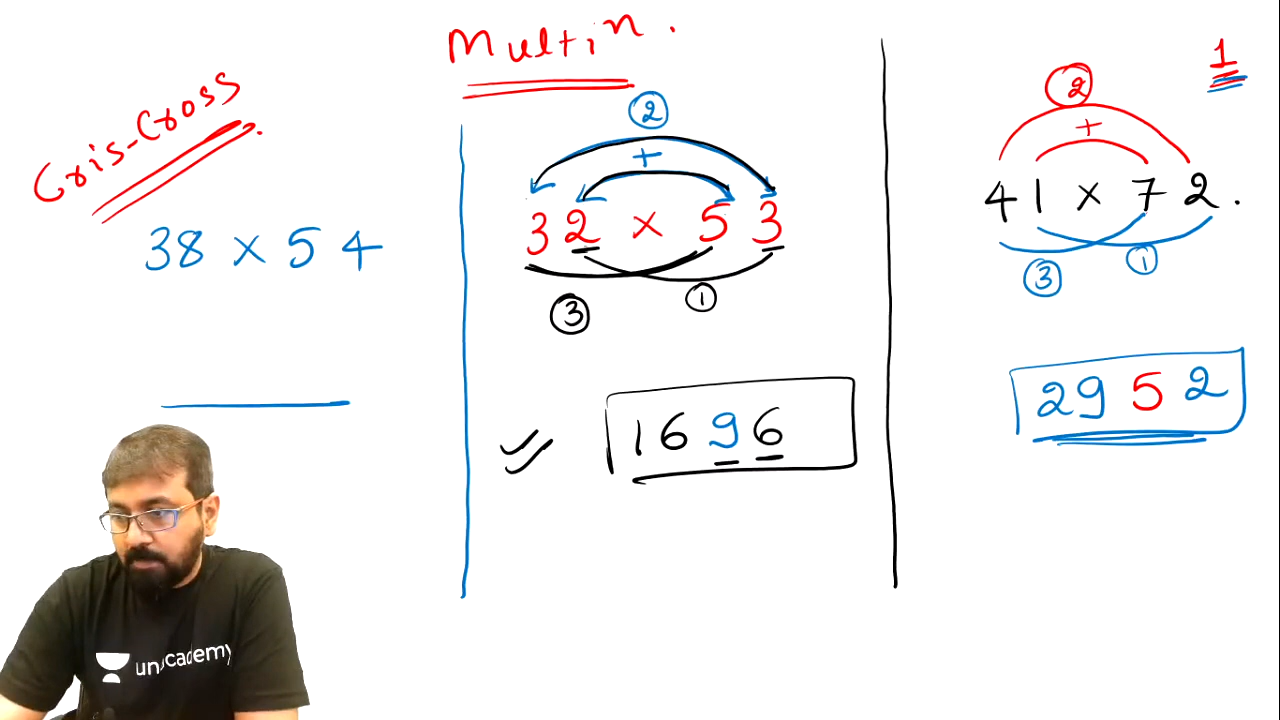 Multiⁿ.
Cris-Cross
38 × 54
2
+
32 × 53
3
1
1696
1
2
+
41 × 72.
3
1
2952
unacademy